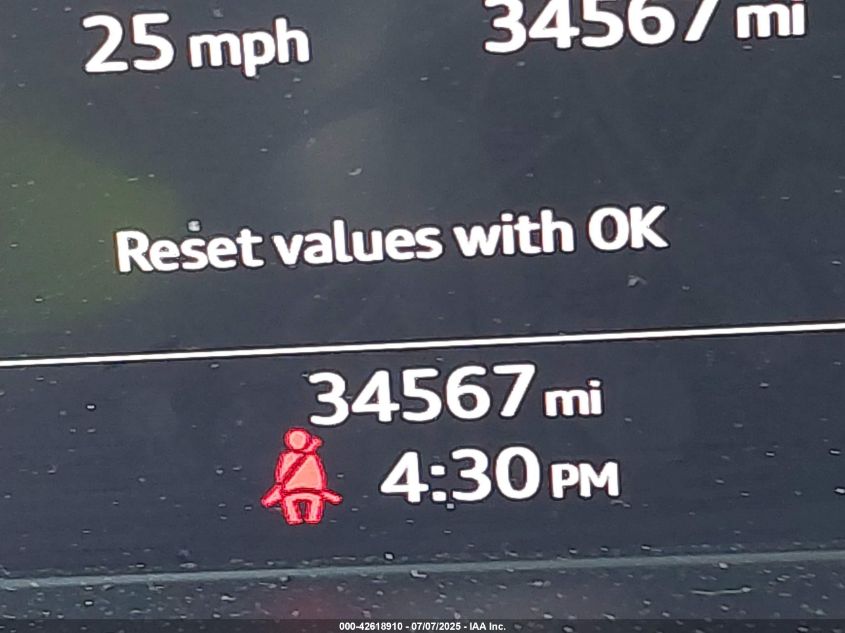 25 mph 34567 mi
Reset values with OK
34567 mi
4:30 PM
000-42618910 - 07/07/2025 - IAA Inc.